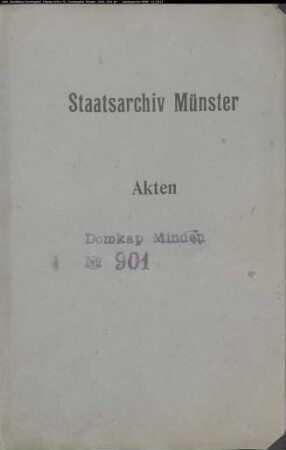 Staatsarchiv Münster
Akten
Domkap Minden
№ 901